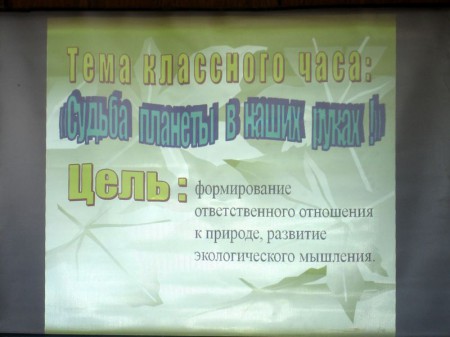 Тема классного часа:
«Судьба планеты в наших руках!»
Цель: формирование
ответственного отношения
к природе, развитие
экологического мышления.